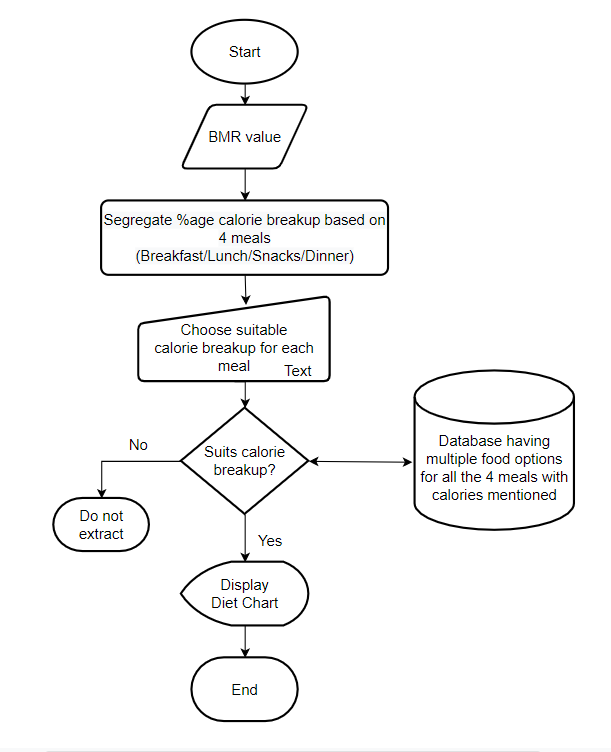 Start
BMR value
Segregate %age calorie breakup based on
4 meals
(Breakfast/Lunch/Snacks/Dinner)
Choose suitable
calorie breakup for each
meal
Text
Suits calorie
breakup?
No
Database having
multiple food options
for all the 4 meals with
calories mentioned
Do not
extract
Yes
Display
Diet Chart
End